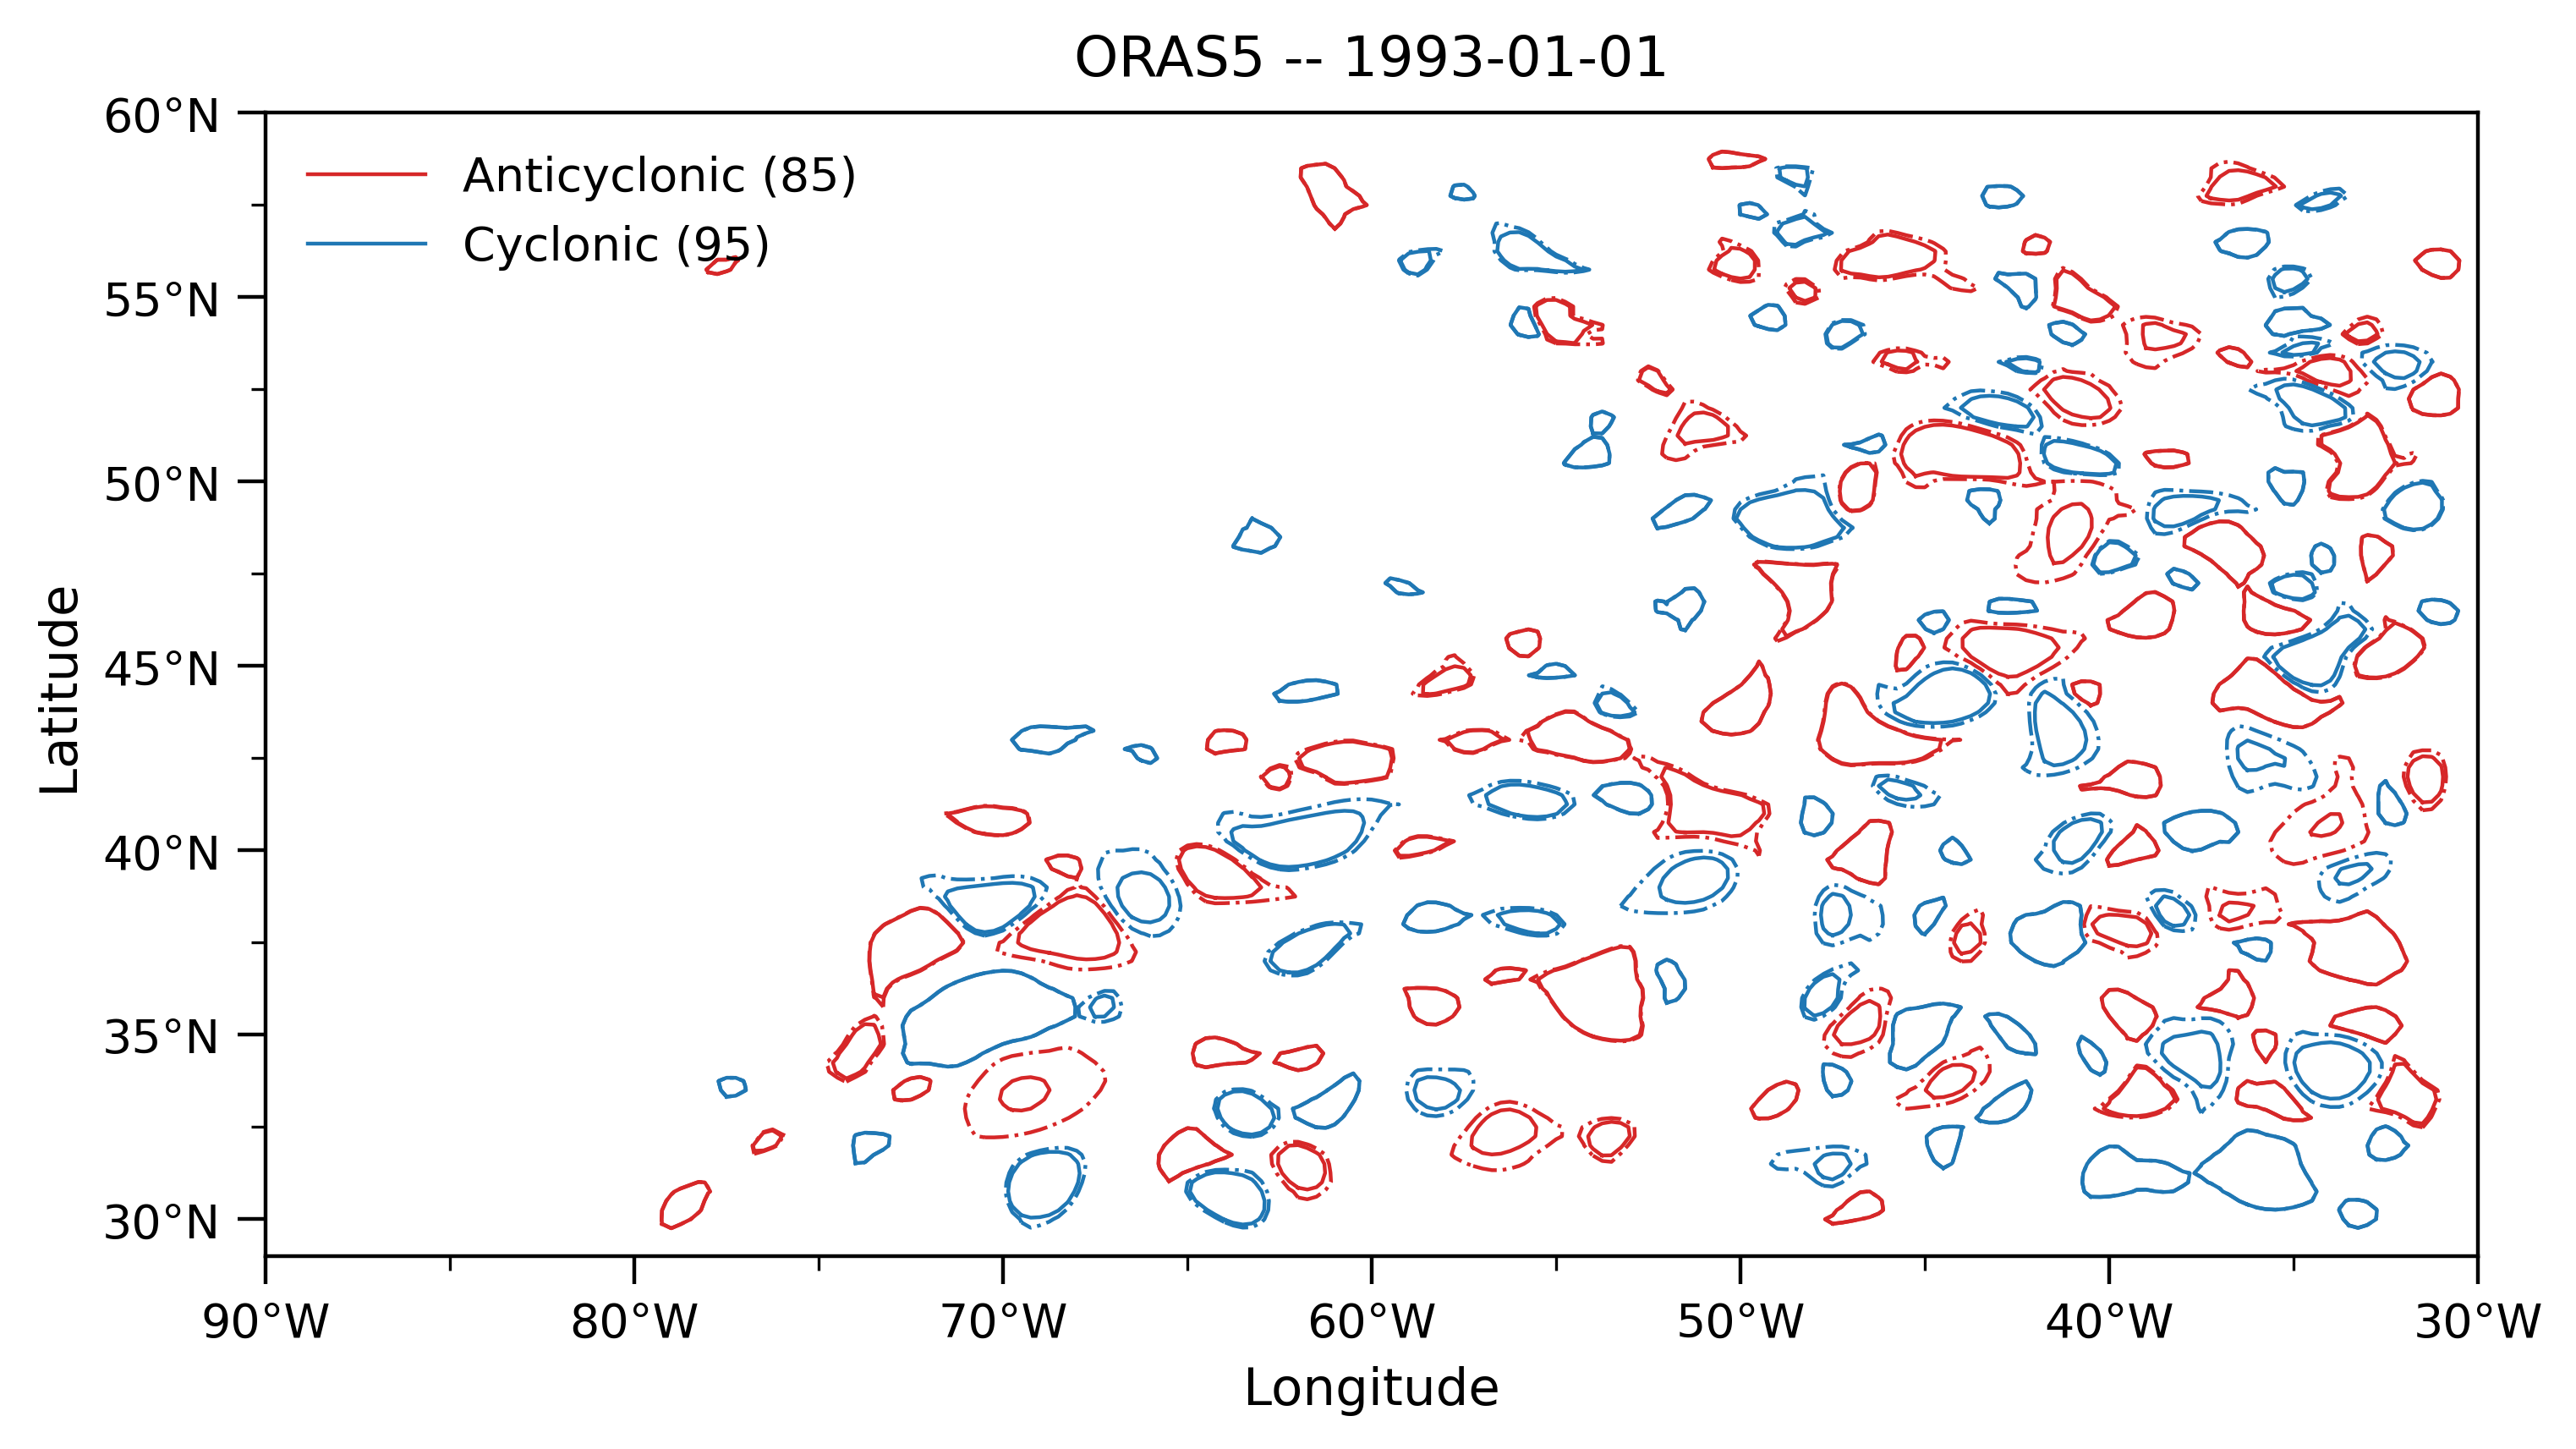 ORAS5 -- 1993-01-01
60°N
55°N
50°N
45°N
40°N
35°N
30°N
Latitude
Anticyclonic (85)
Cyclonic (95)
90°W
80°W
70°W
60°W
50°W
40°W
30°W
Longitude